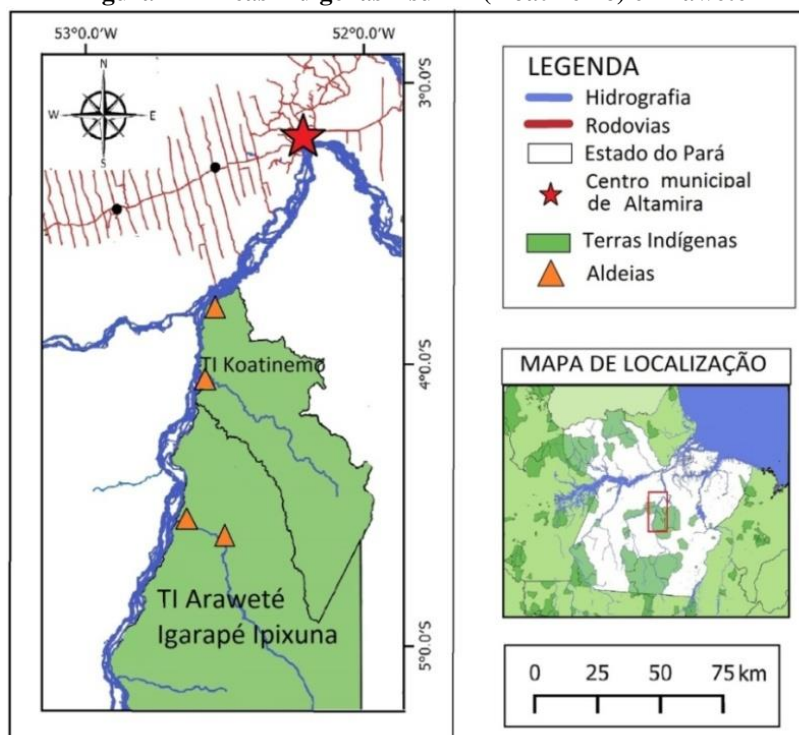 53°0.0'S
52°0.0'S
N
W
E
S
3°0.0'S
4°0.0'S
5°0.0'S
TI Koatinemo
TI Araweté
Igarapé Ipixuna
LEGENDA
Hidrografia
Rodovias
Estado do Pará
Centro municipal
de Altamira
Terras Indígenas
Aldeias
MAPA DE LOCALIZAÇÃO
0 25 50 75 km